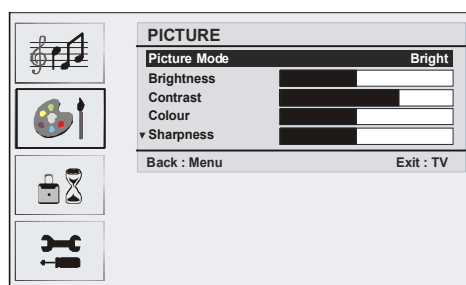 PICTURE
Picture Mode Bright
Brightness
Contrast
Colour
▾ Sharpness
Back : Menu Exit : TV